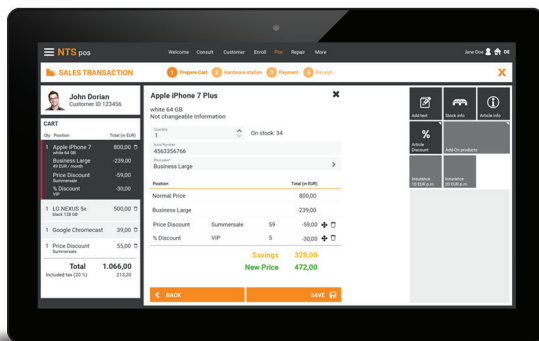 NTS pos
Welcome Consult Customer Enroll Pos Repair More
Jane Doe DE
SALES TRANSACTION
1 Prepare Cart 2 Hardware station 3 Payment 4 Receipt
X
John Dorian
Customer ID 123456
CART
Qty Position Total (in EUR)
1 Apple iPhone 7 800,00
white 64 GB
Business Large -239,00
49 EUR / month
Price Discount -59,00
Summersale
% Discount -30,00
VIP
1 LG NEXUS 5x 500,00
black 128 GB
1 Google Chromecast 39,00
1 Price Discount 55,00
Summersale
Total 1.066,00
Included tax (20 %) 213,20
Apple iPhone 7 Plus
white 64 GB
Not changeable Information
Quantity
1
On stock: 34
Serial Number
4563356766
Price plan*
Business Large
Position Total (in EUR)
Normal Price 800,00
Business Large -239,00
Price Discount Summersale 59 -59,00
% Discount VIP 5 -30,00
Savings 328,00
New Price 472,00
BACK
SAVE
Add text
Stock info
Article info
%
Article
Discount
Add On products
Insurance
10 EUR p.m.
Insurance
20 EUR p.m.